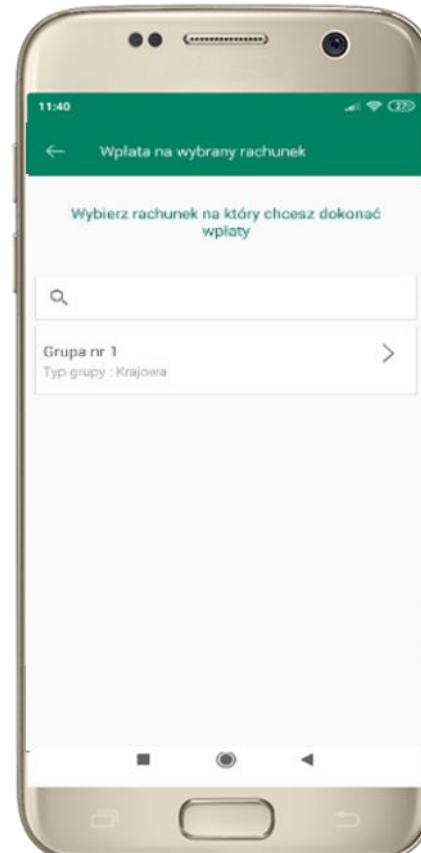 11:40
27
Wpłata na wybrany rachunek
Wybierz rachunek na który chcesz dokonać
wpłaty
Grupa nr 1
Typ grupy : Krajowa